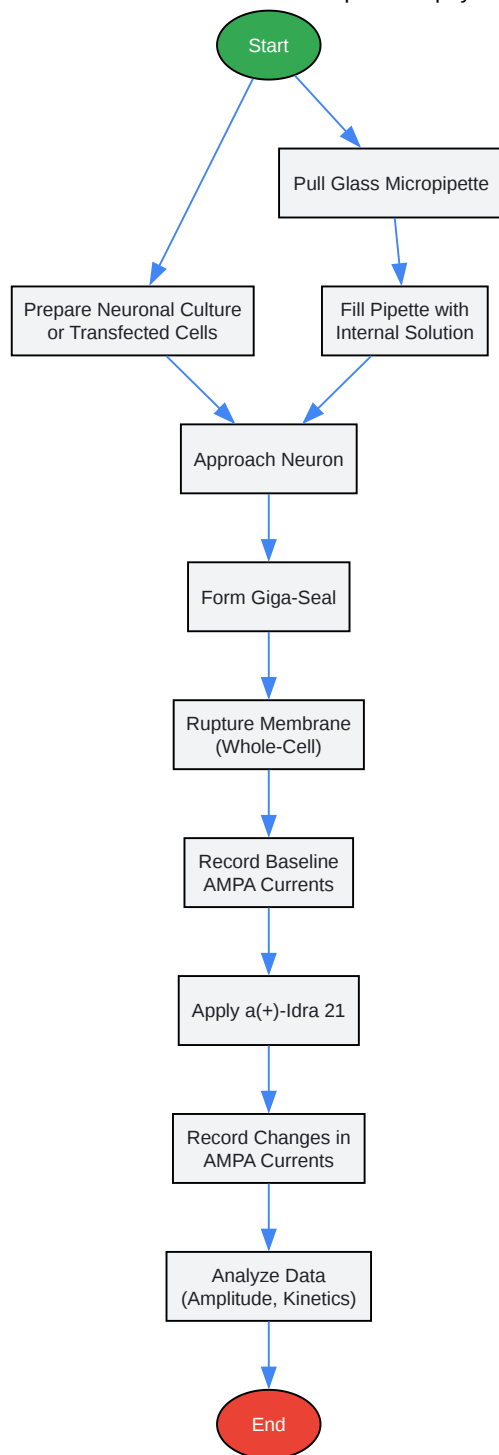 Start
Pull Glass Micropipette
Prepare Neuronal Culture
or Transfected Cells
Fill Pipette with
Internal Solution
Approach Neuron
Form Giga-Seal
Rupture Membrane
(Whole-Cell)
Record Baseline
AMPA Currents
Apply a(+)-Idra 21
Record Changes in
AMPA Currents
Analyze Data
(Amplitude, Kinetics)
End